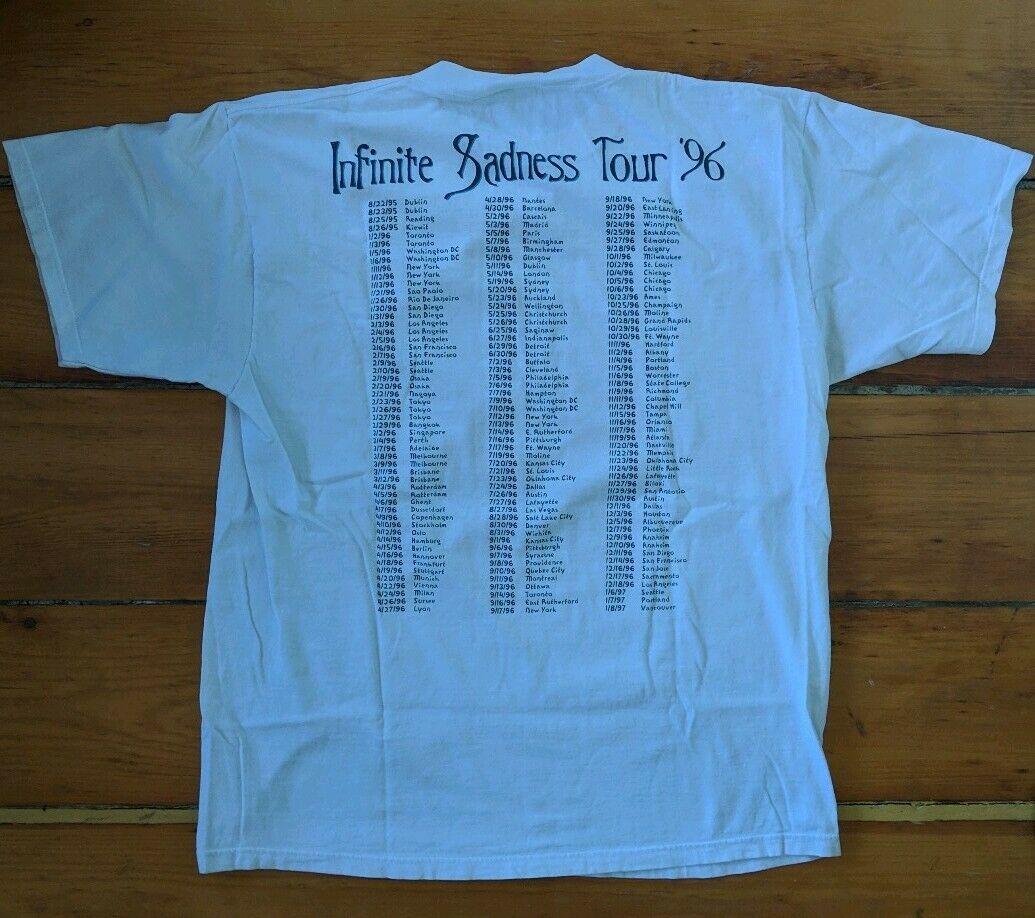 Infinite Sadness Tour '96
8/22/95 Dublin
8/23/95 Dublin
8/25/95 Reading
8/26/95 Kiewit
1/2/96 Toronto
1/3/96 Toronto
1/5/96 Washington DC
1/6/96 Washington DC
1/11/96 New York
1/12/96 New York
1/13/96 New York
1/21/96 Sao Paolo
1/26/96 Rio De Janeiro
1/30/96 San Diego
1/31/96 San Diego
2/3/96 Los Angeles
2/4/96 Los Angeles
2/5/96 Los Angeles
2/6/96 San Francisco
2/7/96 San Francisco
2/9/96 Seattle
2/10/96 Seattle
2/19/96 Osaka
2/20/96 Osaka
2/21/96 Nagoya
2/23/96 Tokyo
2/26/96 Tokyo
2/27/96 Tokyo
2/29/96 Bangkok
3/2/96 Singapore
3/4/96 Perth
3/7/96 Adelaide
3/8/96 Melbourne
3/9/96 Melbourne
3/11/96 Brisbane
3/12/96 Brisbane
4/3/96 Rotterdam
4/5/96 Rotterdam
4/6/96 Ghent
4/7/96 Dusseldorf
4/9/96 Copenhagen
4/10/96 Stockholm
4/12/96 Oslo
4/14/96 Hamburg
4/15/96 Berlin
4/16/96 Hannover
4/18/96 Frankfurt
4/19/96 Stuttgart
4/20/96 Munich
4/22/96 Vienna
4/24/96 Milan
4/26/96
4/27/96 Lyon
4/28/96 Nantes
4/30/96 Barcelona
5/2/96 Cascais
5/3/96 Madrid
5/5/96 Paris
5/7/96 Birmingham
5/8/96 Manchester
5/10/96 Glasgow
5/11/96 Dublin
5/14/96 London
5/19/96 Sydney
5/20/96 Sydney
5/23/96 Auckland
5/24/96 Wellington
5/25/96 Christchurch
5/26/96 Christchurch
6/25/96 Saginaw
6/27/96 Indianapolis
6/29/96 Detroit
6/30/96 Detroit
7/2/96 Buffalo
7/3/96 Cleveland
7/5/96 Philadelphia
7/6/96 Philadelphia
7/7/96 Hampton
7/9/96 Washington DC
7/10/96 Washington DC
7/12/96 New York
7/13/96 New York
7/14/96 E. Rutherford
7/16/96 Pittsburgh
7/17/96 Ft. Wayne
7/19/96 Moline
7/20/96 Kansas City
7/21/96 St. Louis
7/23/96 Oklahoma City
7/24/96 Dallas
7/26/96 Austin
7/27/96 Lafayette
8/27/96 Las Vegas
8/28/96 Salt Lake City
8/30/96 Denver
8/31/96 Wichita
9/1/96 Kansas City
9/6/96 Pittsburgh
9/7/96 Syracuse
9/8/96 Providence
9/10/96 Quebec City
9/11/96 Montreal
9/13/96 Ottawa
9/14/96 Toronto
9/16/96 East Rutherford
9/17/96 New York
9/18/96 New York
9/20/96 East Lansing
9/22/96 Minneapolis
9/24/96 Winnipeg
9/25/96 Saskatoon
9/27/96 Edmonton
9/28/96 Calgary
10/1/96 Milwaukee
10/2/96 St. Louis
10/4/96 Chicago
10/5/96 Chicago
10/6/96 Chicago
10/23/96 Ames
10/25/96 Champaign
10/26/96 Moline
10/28/96 Grand Rapids
10/29/96 Louisville
10/30/96 Ft. Wayne
11/1/96 Hartford
11/2/96 Albany
11/4/96 Portland
11/5/96 Boston
11/6/96 Worcester
11/8/96 State College
11/9/96 Richmond
11/11/96 Columbia
11/12/96 Chapel Hill
11/15/96 Tampa
11/16/96 Orlando
11/17/96 Miami
11/19/96 Atlanta
11/20/96 Nashville
11/22/96 Memphis
11/23/96 Oklahoma City
11/24/96 Little Rock
11/26/96 Lafayette
11/27/96 Biloxi
11/29/96 San Antonio
11/30/96 Austin
12/1/96 Dallas
12/3/96 Houston
12/5/96 Albuquerque
12/7/96 Phoenix
12/9/96 Anaheim
12/10/96 Anaheim
12/11/96 San Diego
12/14/96 San Francisco
12/16/96 San Jose
12/17/96 Sacramento
12/18/96 Los Angeles
1/6/97 Seattle
1/7/97 Portland
1/8/97 Vancouver